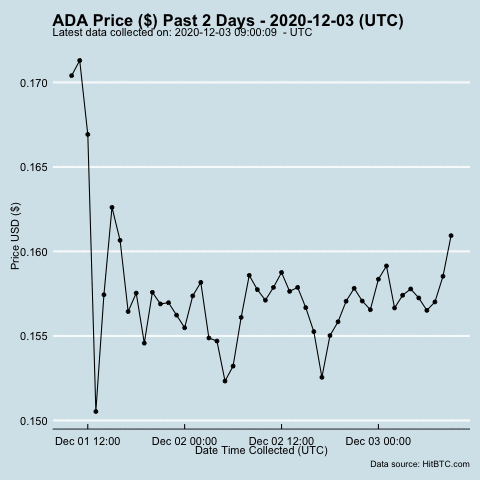 ADA Price ($) Past 2 Days - 2020-12-03 (UTC)
Latest data collected on: 2020-12-03 09:00:09 - UTC
0.170
0.165
0.160
0.155
0.150
Price USD ($)
Dec 01 12:00
Dec 02 00:00
Dec 02 12:00
Dec 03 00:00
Date Time Collected (UTC)
Data source: HitBTC.com